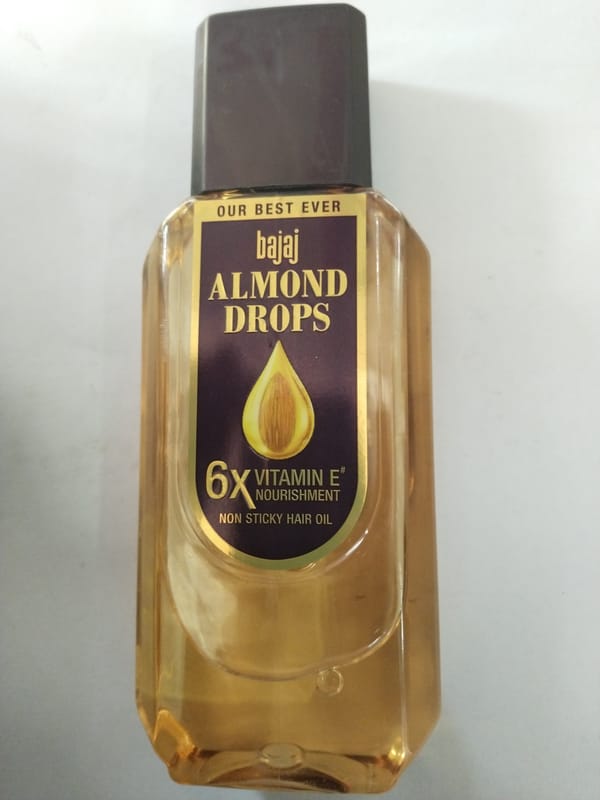 OUR BEST EVER
bajaj
ALMOND
DROPS
6X VITAMIN E#
NOURISHMENT
NON STICKY HAIR OIL